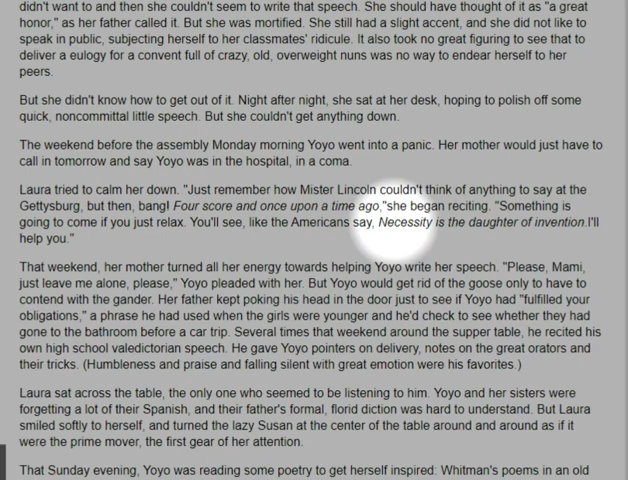 didn't want to and then she couldn't seem to write that speech. She should have thought of it as "a great
honor," as her father called it. But she was mortified. She still had a slight accent, and she did not like to
speak in public, subjecting herself to her classmates' ridicule. It also took no great figuring to see that to
deliver a eulogy for a convent full of crazy, old, overweight nuns was no way to endear herself to her
peers.
But she didn't know how to get out of it. Night after night, she sat at her desk, hoping to polish off some
quick, noncommittal little speech. But she couldn't get anything down.
The weekend before the assembly Monday morning Yoyo went into a panic. Her mother would just have to
call in tomorrow and say Yoyo was in the hospital, in a coma.
Laura tried to calm her down. "Just remember how Mister Lincoln couldn't think of anything to say at the
Gettysburg, but then, bang! Four score and once upon a time ago,"she began reciting. "Something is
going to come if you just relax. You'll see, like the Americans say, Necessity is the daughter of invention.I'll
help you."
That weekend, her mother turned all her energy towards helping Yoyo write her speech. "Please, Mami,
just leave me alone, please," Yoyo pleaded with her. But Yoyo would get rid of the goose only to have to
contend with the gander. Her father kept poking his head in the door just to see if Yoyo had "fulfilled your
obligations," a phrase he had used when the girls were younger and he'd check to see whether they had
gone to the bathroom before a car trip. Several times that weekend around the supper table, he recited his
own high school valedictorian speech. He gave Yoyo pointers on delivery, notes on the great orators and
their tricks. (Humbleness and praise and falling silent with great emotion were his favorites.)
Laura sat across the table, the only one who seemed to be listening to him. Yoyo and her sisters were
forgetting a lot of their Spanish, and their father's formal, florid diction was hard to understand. But Laura
smiled softly to herself, and turned the lazy Susan at the center of the table around and around as if it
were the prime mover, the first gear of her attention.
That Sunday evening, Yoyo was reading some poetry to get herself inspired: Whitman's poems in an old